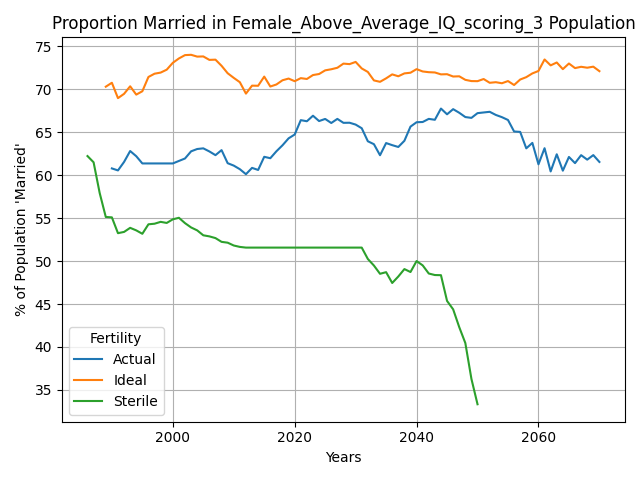 Proportion Married in Female_Above_Average_IQ_scoring_3 Population
75
70
65
60
55
50
45
40
35
% of Population 'Married'
Fertility
Actual
Ideal
Sterile
2000 2020 2040 2060
Years